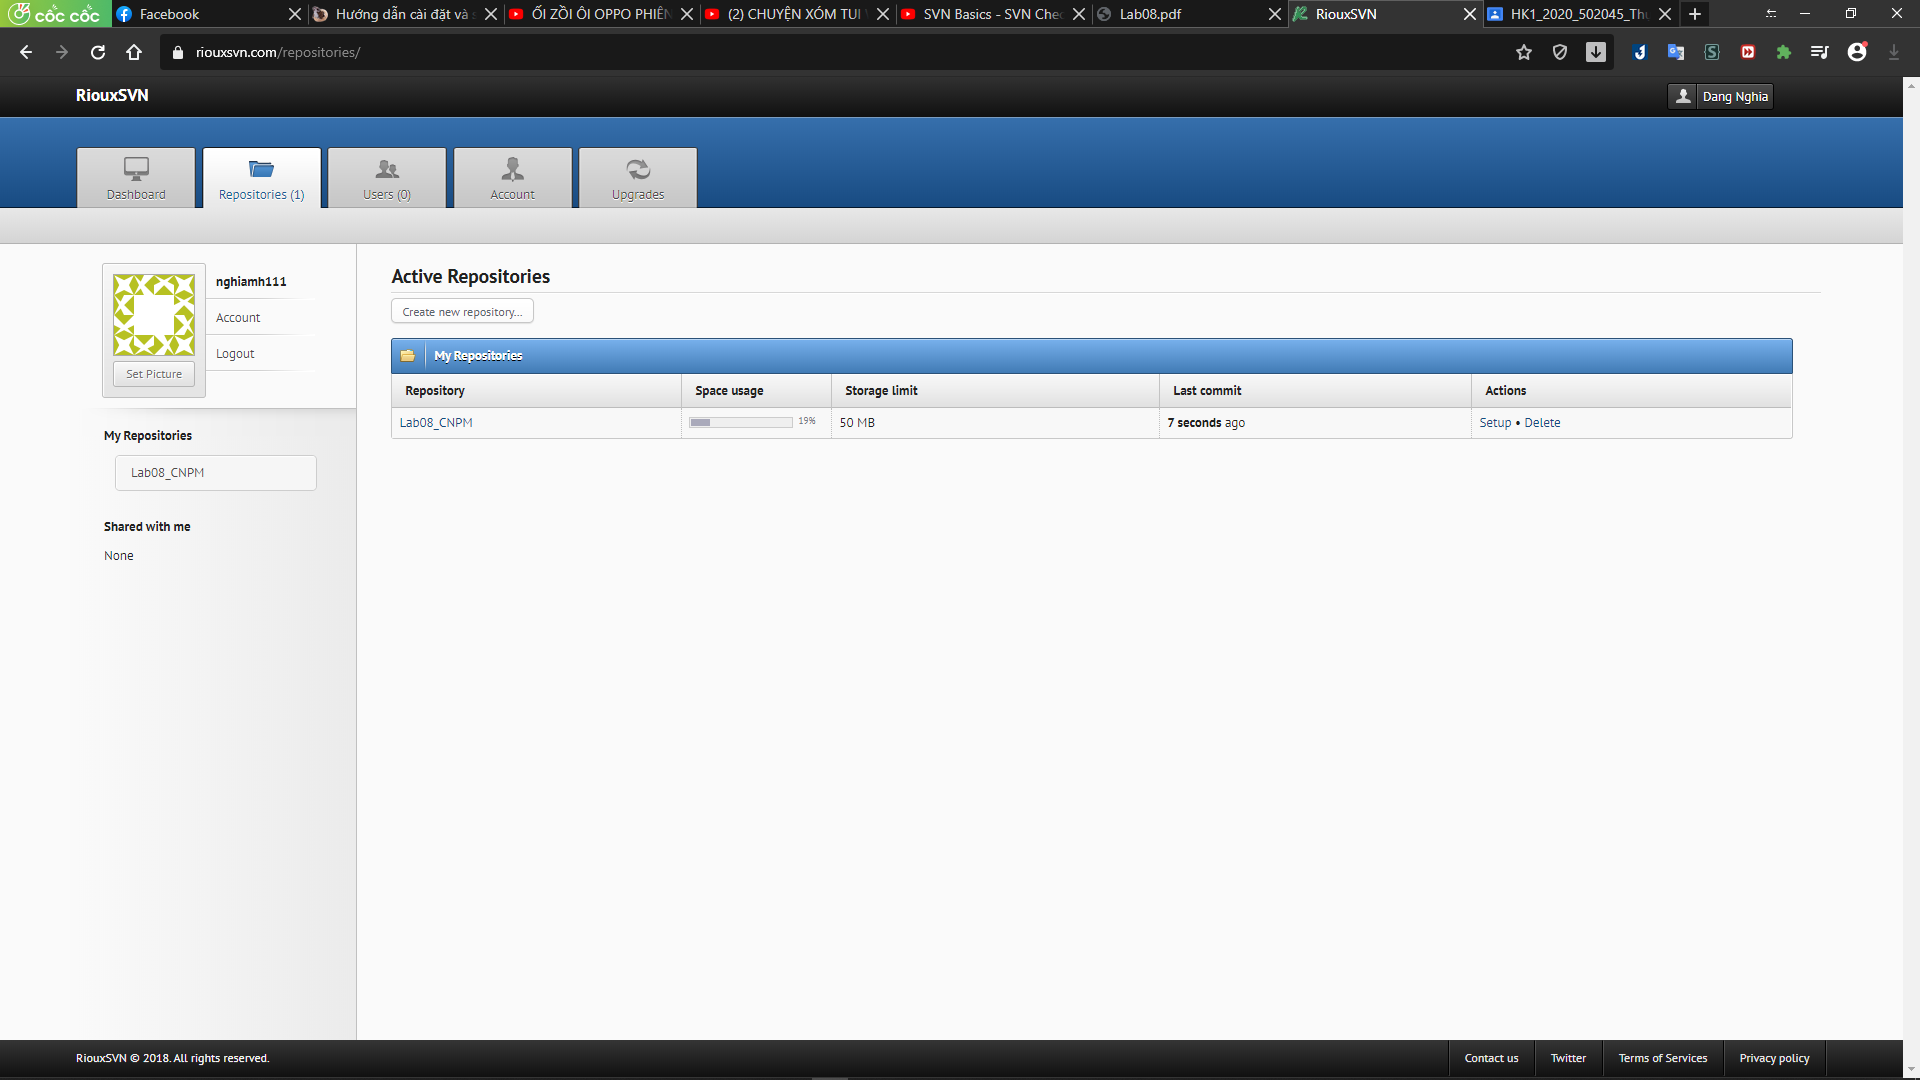 cốc cốc
Facebook
Hướng dẫn cài đặt và s
ỐI ZỒI ÔI OPPO PHIÊN
(2) CHUYỆN XÓM TUI
SVN Basics - SVN Chec
Lab08.pdf
RiouxSVN
HK1_2020_502045_Thu
riouxsvn.com/repositories/
RiouxSVN
Dang Nghia
Dashboard
Repositories (1)
Users (0)
Account
Upgrades
nghiamh111
Account
Logout
Set Picture
My Repositories
Lab08_CNPM
Shared with me
None
Active Repositories
Create new repository...
My Repositories
Repository Space usage Storage limit Last commit Actions
Lab08_CNPM 19% 50 MB 7 seconds ago Setup • Delete
RiouxSVN © 2018. All rights reserved.
Contact us
Twitter
Terms of Services
Privacy policy